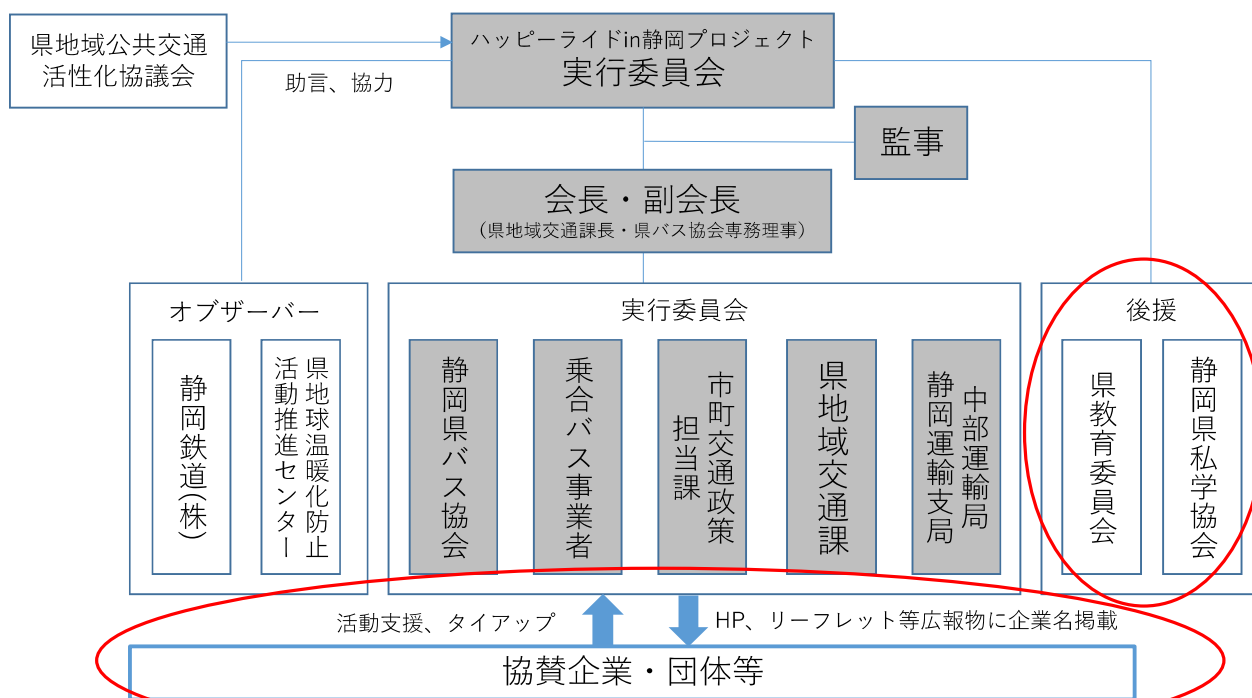 県地域公共交通
活性化協議会
ハッピーライドin静岡プロジェクト
実行委員会
助言、協力
監事
会長・副会長
（県地域交通課長・県バス協会専務理事）
オブザーバー
静岡鉄道(株)
県地球温暖化防止
活動推進センター
実行委員会
静岡県バス協会
乗合バス事業者
市町交通政策
担当課
県地域交通課
中部運輸局
静岡運輸支局
後援
県教育委員会
静岡県私学協会
活動支援、タイアップ
HP、リーフレット等広報物に企業名掲載
協賛企業・団体等